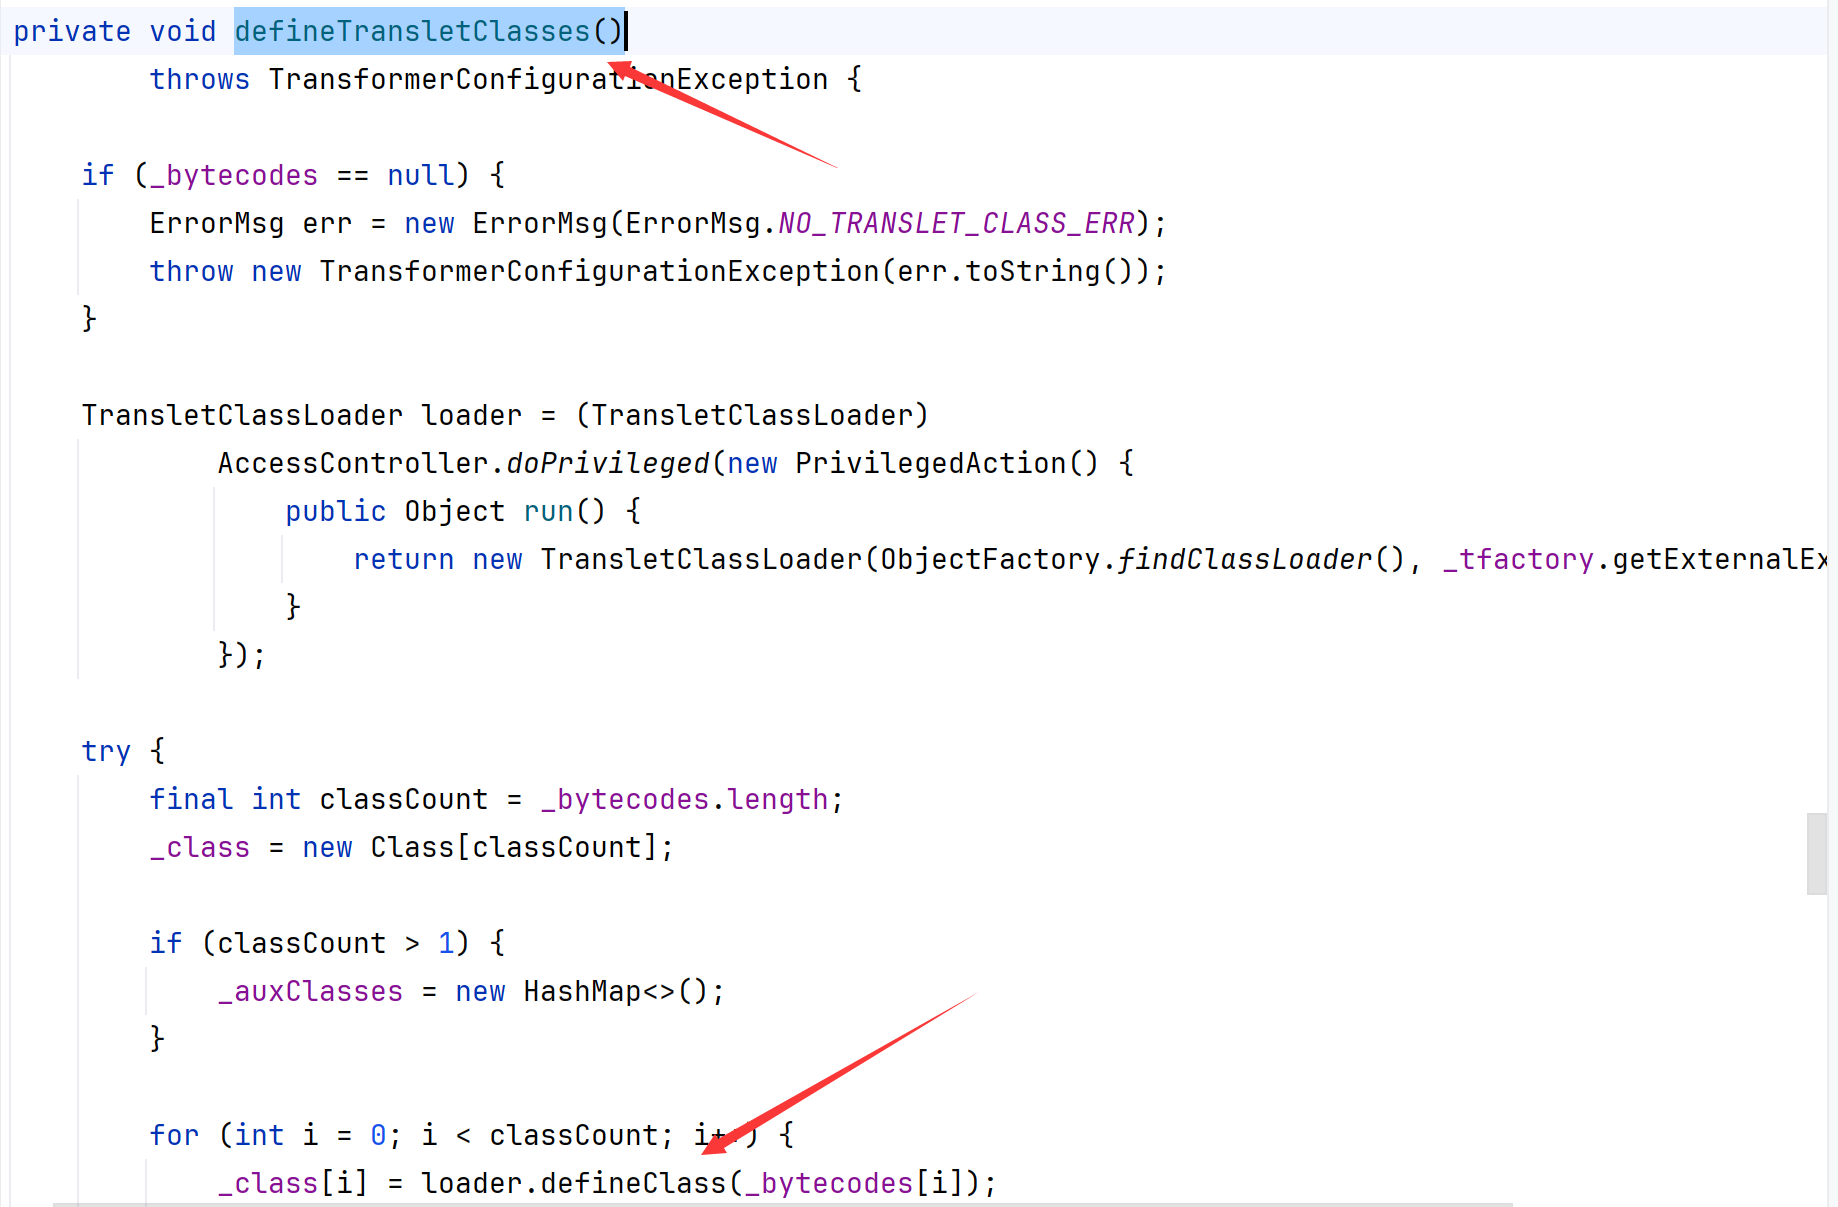 private void defineTransletClasses()
throws TransformerConfigurationException {
if (_bytecodes == null) {
ErrorMsg err = new ErrorMsg(ErrorMsg.NO_TRANSLET_CLASS_ERR);
throw new TransformerConfigurationException(err.toString());
}
TransletClassLoader loader = (TransletClassLoader)
AccessController.doPrivileged(new PrivilegedAction() {
public Object run() {
return new TransletClassLoader(ObjectFactory.findClassLoader(), _tfactory.getExternalEx
}
});
try {
final int classCount = _bytecodes.length;
_class = new Class[classCount];
if (classCount > 1) {
_auxClasses = new HashMap<>();
}
for (int i = 0; i < classCount; i++) {
_class[i] = loader.defineClass(_bytecodes[i]);